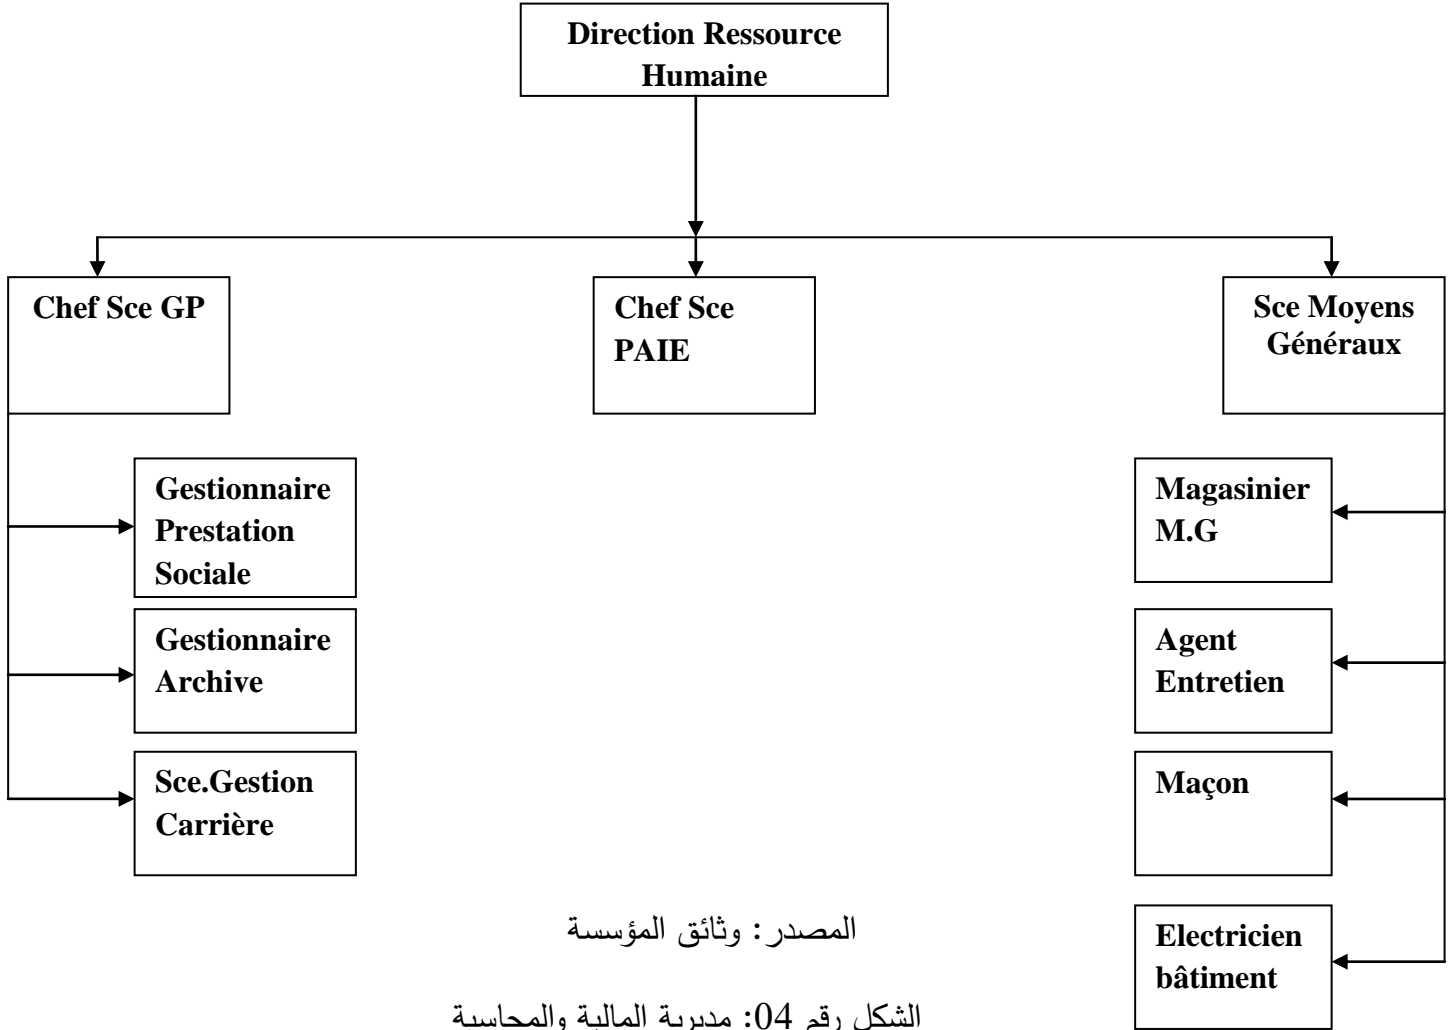 Direction Ressource
Humaine
Chef Sce GP
Chef Sce
PAIE
Sce Moyens
Généraux
Gestionnaire
Prestation
Sociale
Gestionnaire
Archive
Sce.Gestion
Carrière
Magasinier
M.G
Agent
Entretien
Maçon
Electricien
bâtiment
المصدر: وثائق المؤسسة
الشكل رقم 04: مديرية المالية والمحاسبة